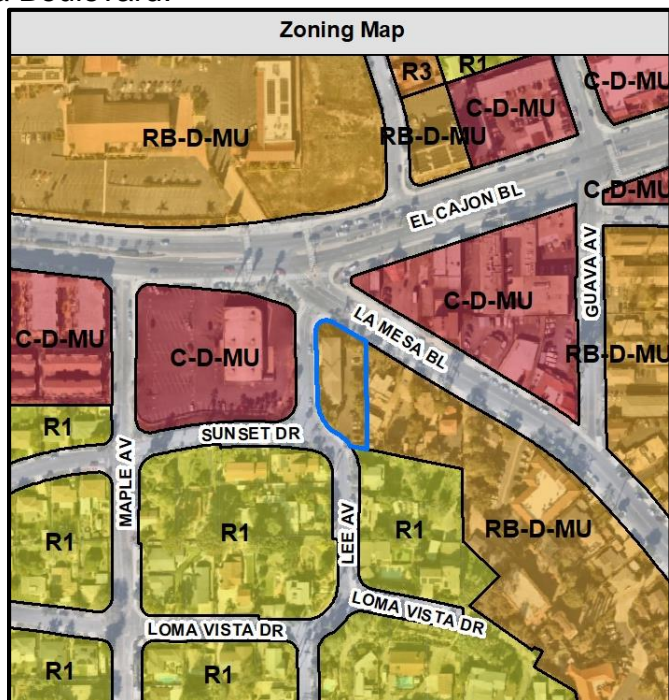 Zoning Map
R3
R1
C-D-MU
C-D-MU
RB-D-MU
RB-D-MU
C-D-MU
EL CAJON BL
GUAVA AV
C-D-MU
C-D-MU
C-D-MU
LA MESA BL
RB-D-MU
R1
SUNSET DR
MAPLE AV
R1
R1
LEE AV
R1
RB-D-MU
LOMA VISTA DR
LOMA VISTA DR
R1
R1